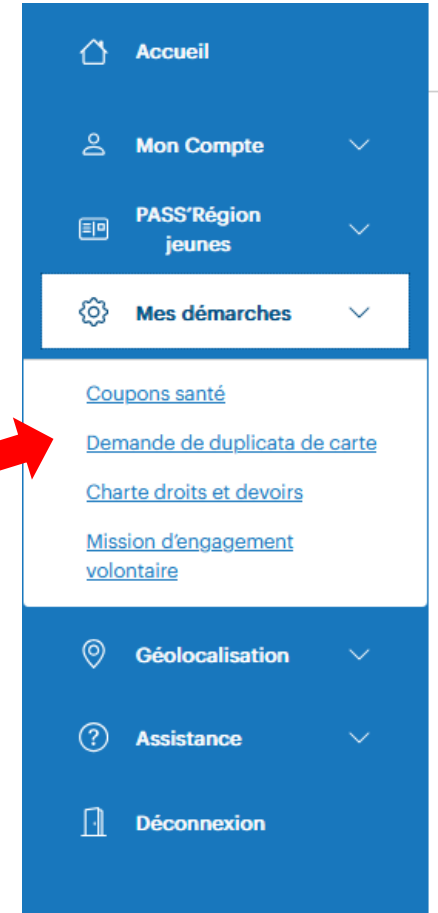 Accueil
Mon Compte
PASS'Région
jeunes
Mes démarches
Coupons santé
Demande de duplicata de carte
Charte droits et devoirs
Mission d'engagement
volontaire
Géolocalisation
Assistance
Déconnexion